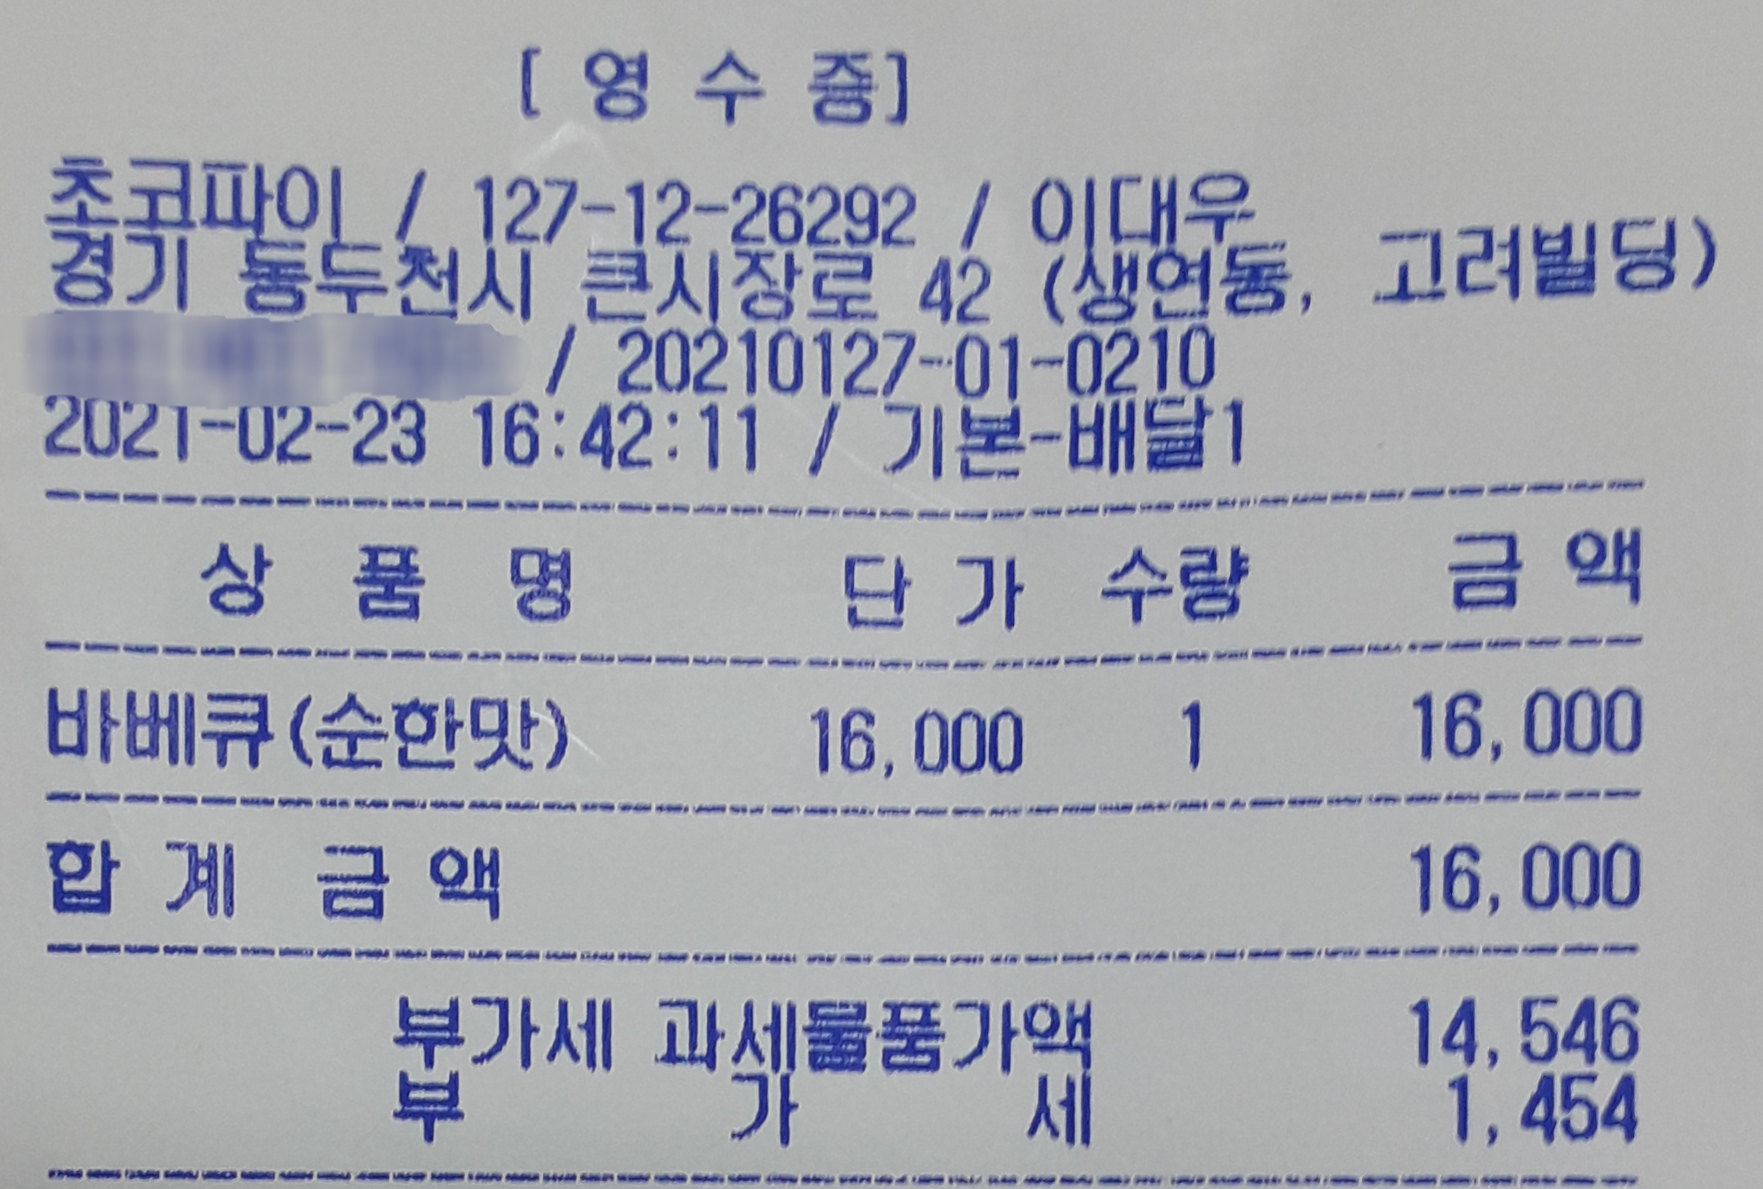 [ 영 수 증]
초코파이 / 127-12-26292 / 이대우
경기 동두천시 큰시장로 42 (생연동, 고려빌딩)
/ 20210127-01-0210
2021-02-23 16:42:11 / 기본-배달1
상 품 명 단 가 수량 금 액
바베큐(순한맛) 16,000 1 16,000
합 계 금 액 16,000
부가세 과세물품가액 14,546
부 가 세 1,454